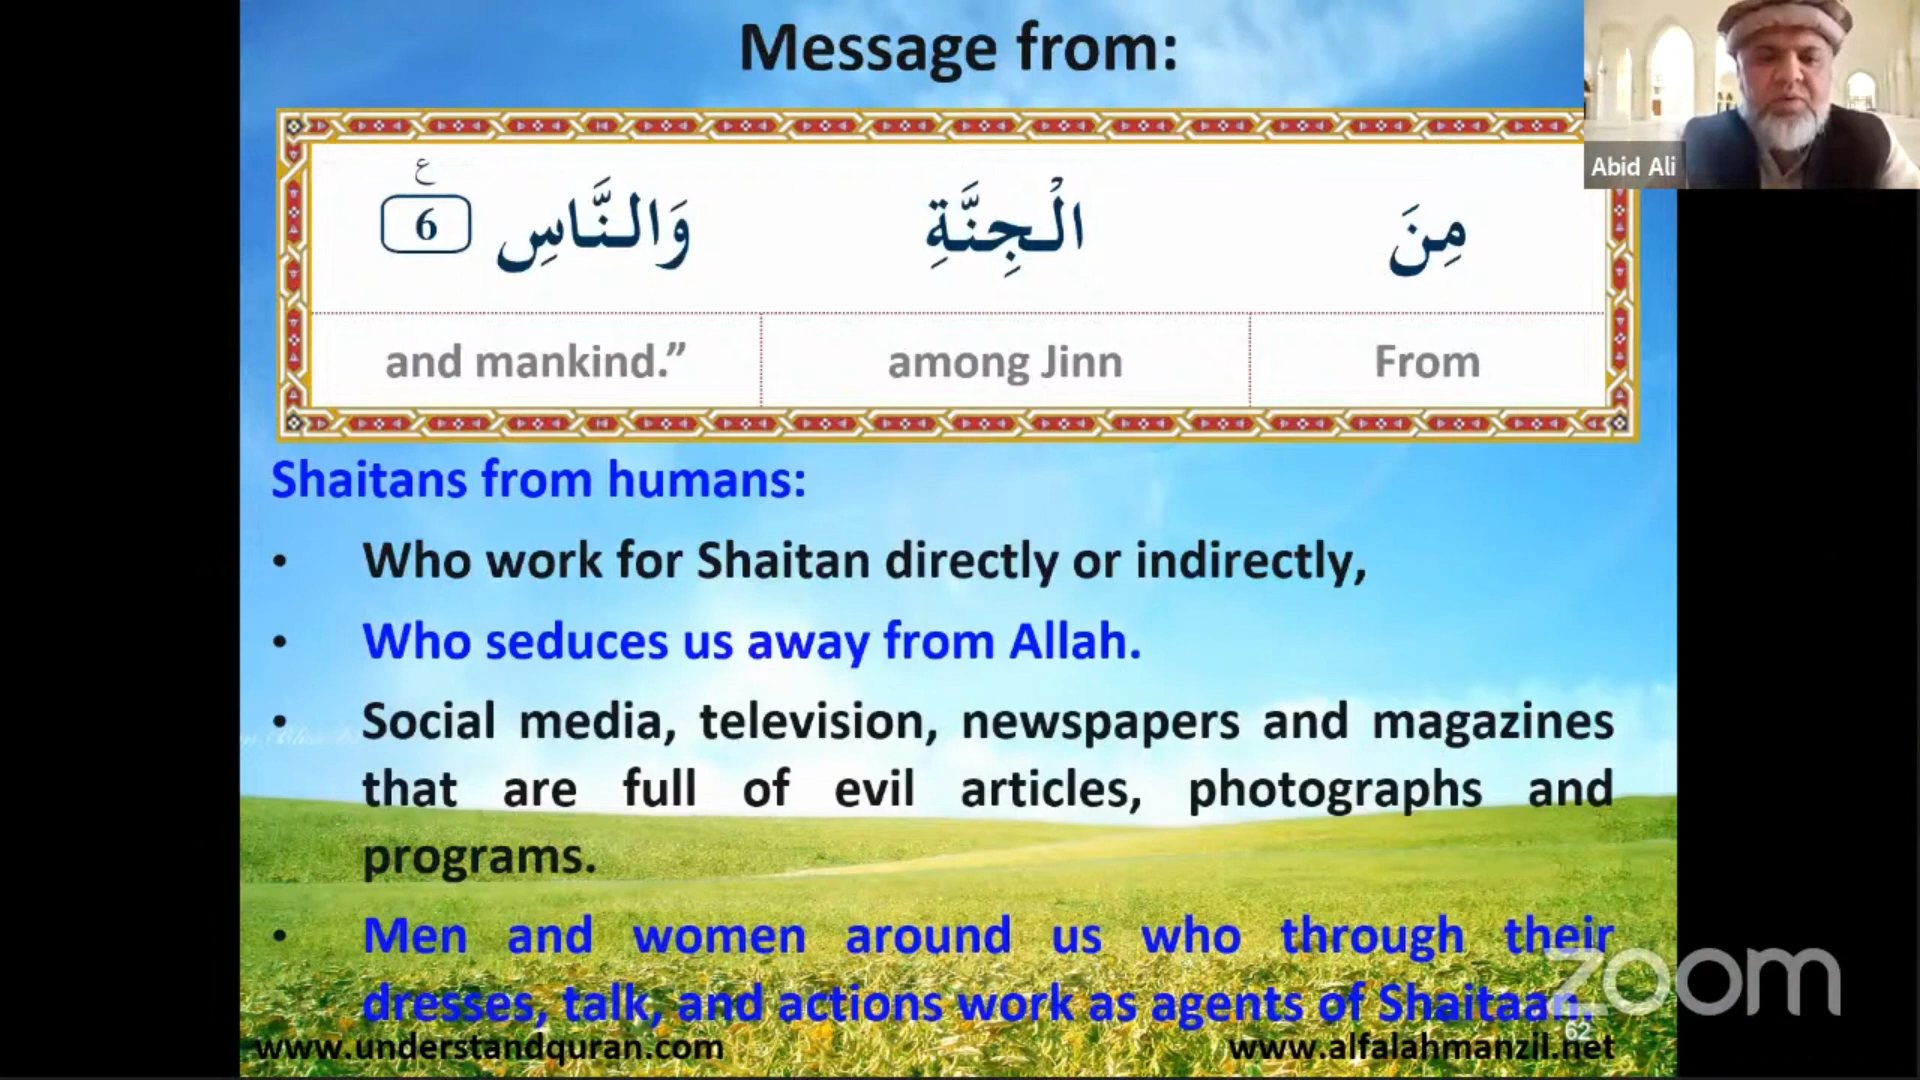 Message from:
ع
مِنَ الْجِنَّةِ وَالنَّاسِ 6
From among Jinn and mankind.”
Abid Ali
Shaitans from humans:
• Who work for Shaitan directly or indirectly,
• Who seduces us away from Allah.
• Social media, television, newspapers and magazines
that are full of evil articles, photographs and
programs.
• Men and women around us who through their
dresses, talk, and actions work as agents of Shaitaan.
zoom
62
www.understandquran.com
www.alfalahmanzil.net